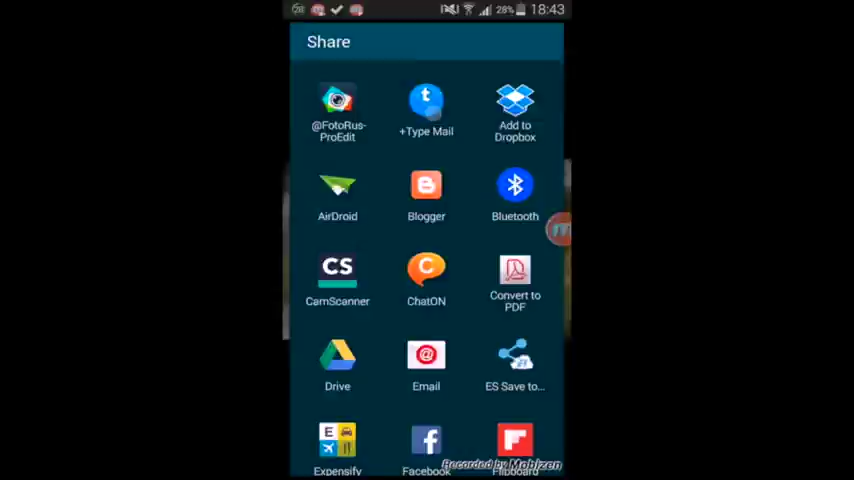 28% 18:43
Share
@FotoRus-
ProEdit
t
+Type Mail
Add to
Dropbox
AirDroid
Blogger
Bluetooth
CS
CamScanner
C
ChatON
Convert to
PDF
Drive
@
Email
ES Save to...
E
Expensify
f
Facebook
Flipboard
Recorded by Mobizen